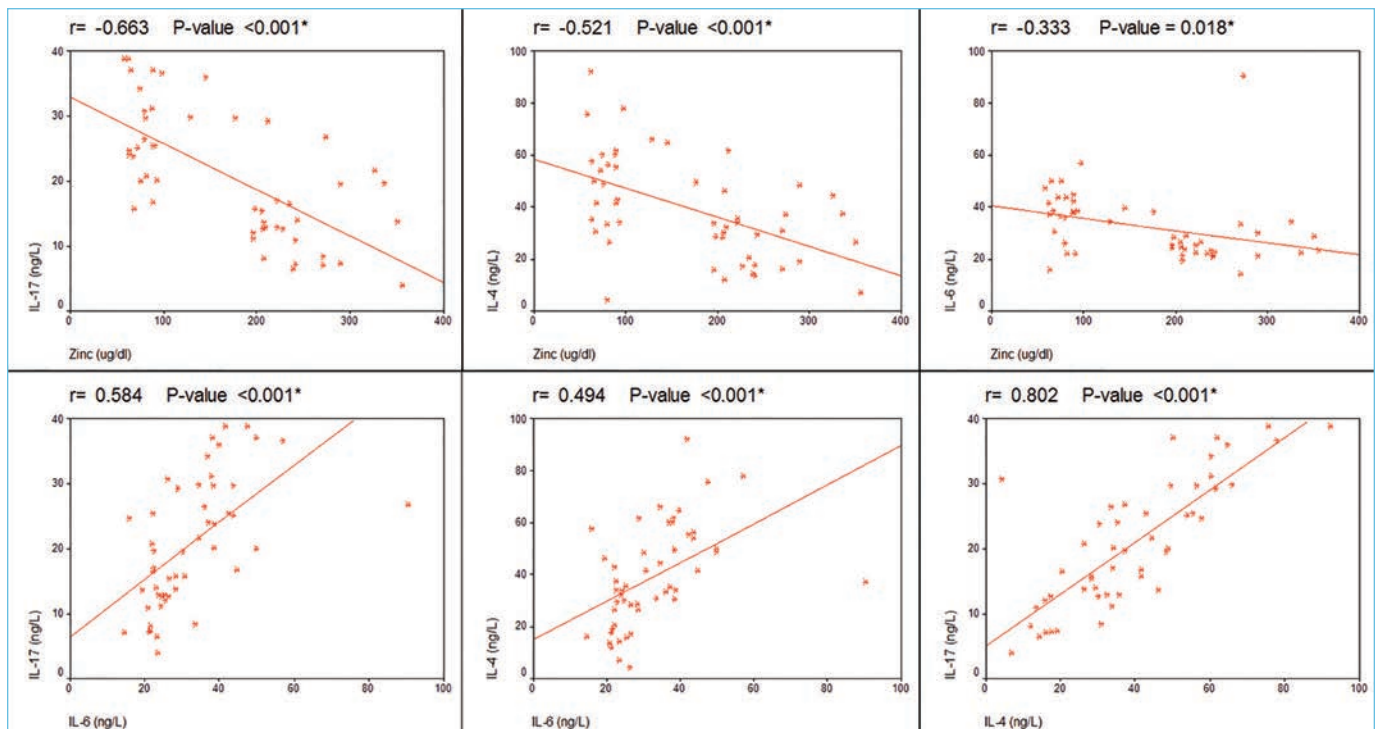 r= -0.663 P-value <0.001*
40
30
20
10
0
IL-17 (ng/L)
0 100 200 300 400
Zinc (ug/dl)
r= -0.521 P-value <0.001*
100
80
60
40
20
0
IL-4 (ng/L)
0 100 200 300 400
Zinc (ug/dl)
r= -0.333 P-value = 0.018*
100
80
60
40
20
0
IL-6 (ng/L)
0 100 200 300 400
Zinc (ug/dl)
r= 0.584 P-value <0.001*
40
30
20
10
0
IL-17 (ng/L)
0 20 40 60 80 100
IL-6 (ng/L)
r= 0.494 P-value <0.001*
100
80
60
40
20
0
IL-4 (ng/L)
0 20 40 60 80 100
IL-6 (ng/L)
r= 0.802 P-value <0.001*
40
30
20
10
0
IL-17 (ng/L)
0 20 40 60 80 100
IL-4 (ng/L)